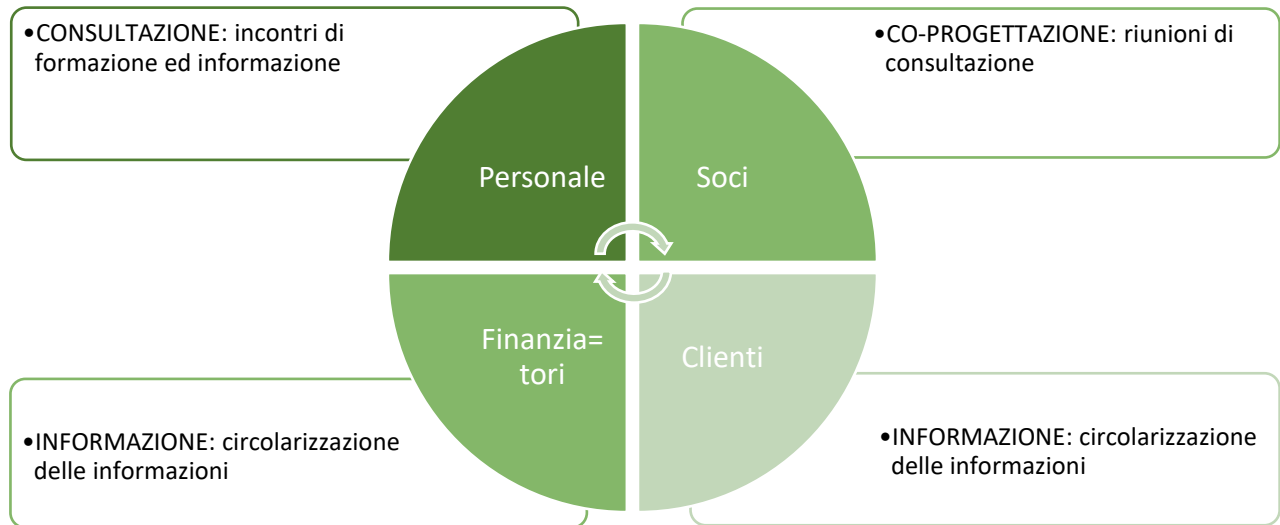 •CONSULTAZIONE: incontri di
formazione ed informazione
•CO-PROGETTAZIONE: riunioni di
consultazione
Personale
Soci
Finanzia=
tori
Clienti
•INFORMAZIONE: circolarizzazione
delle informazioni
•INFORMAZIONE: circolarizzazione
delle informazioni